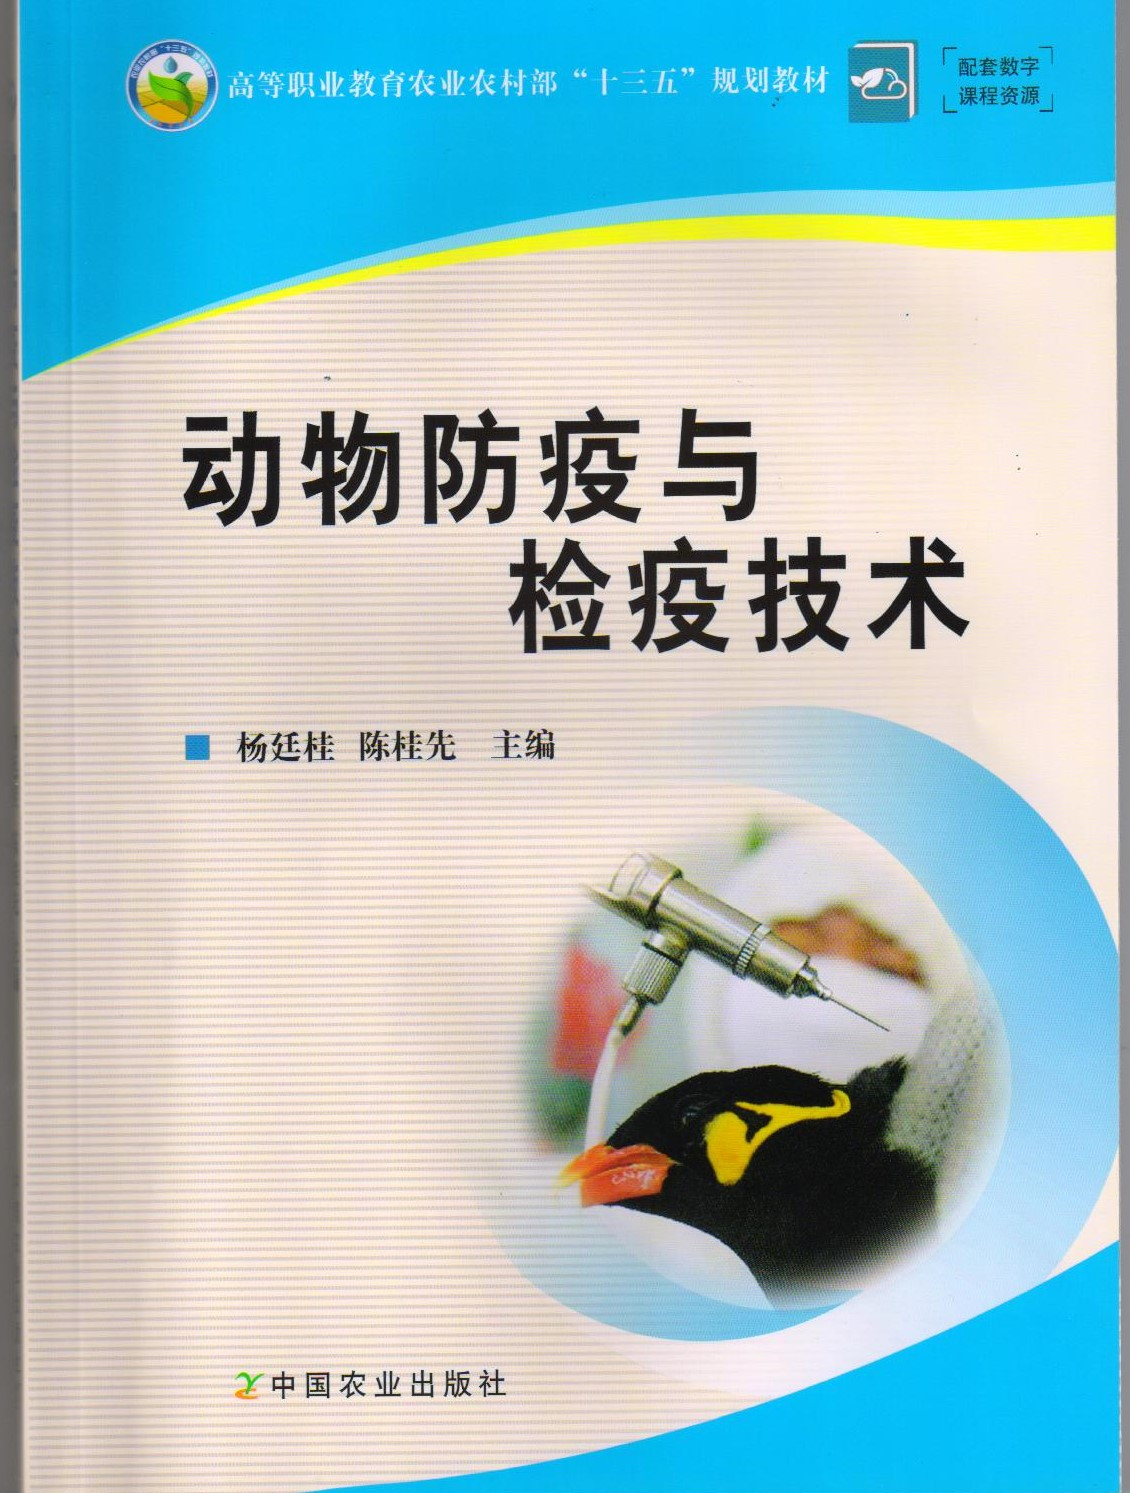 高等职业教育农业农村部“十三五”规划教材
配套数字
课程资源
动物防疫与
检疫技术
杨廷桂 陈桂先 主编
中国农业出版社